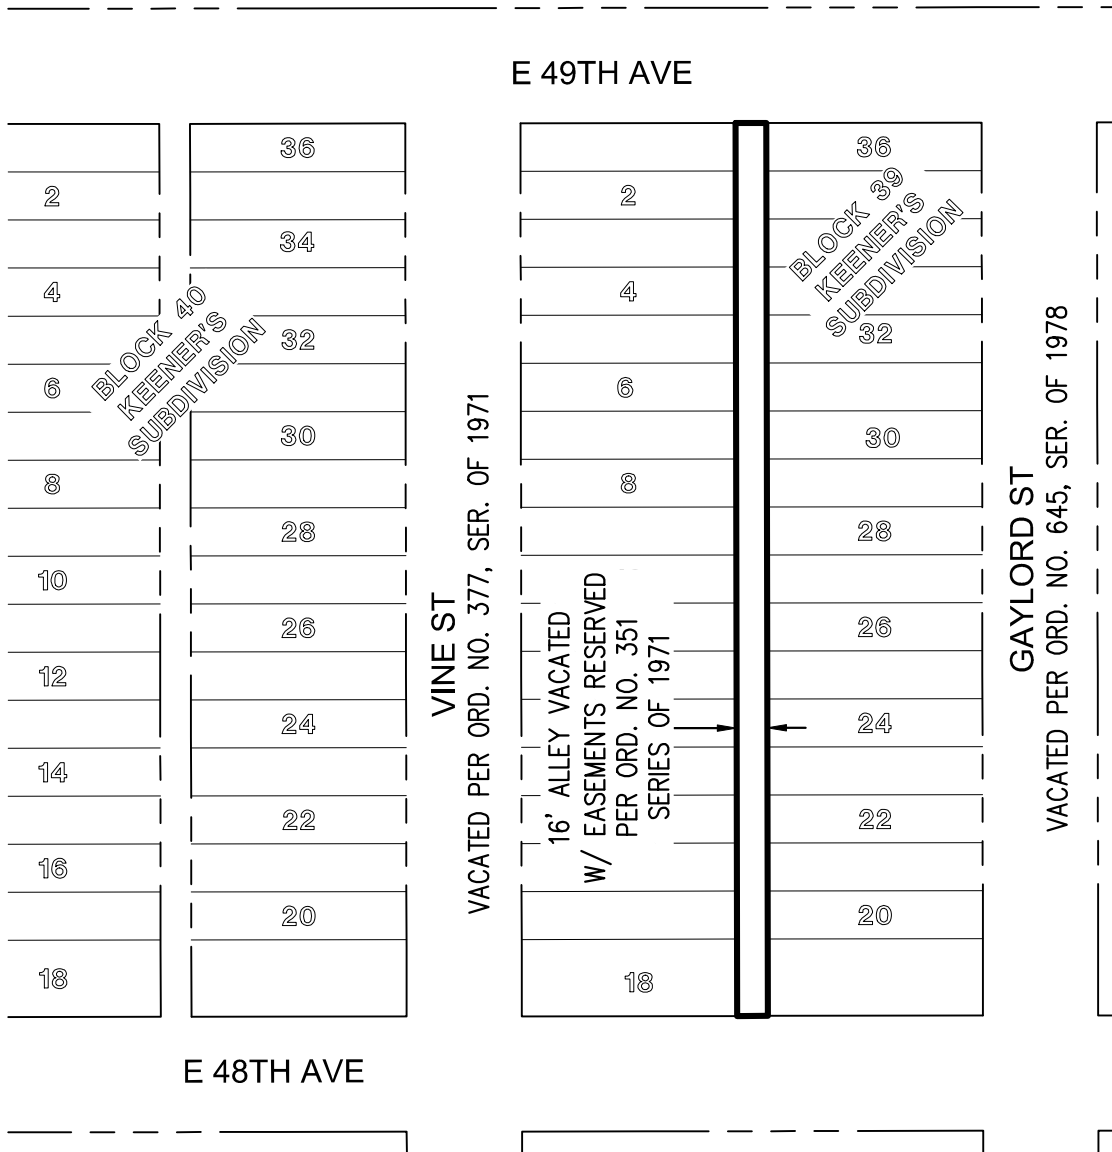 E 49TH AVE
36
2
34
4
32
6
30
8
28
10
26
12
24
14
22
16
20
18
BLOCK 40
KEENER'S
SUBDIVISION
VINE ST
VACATED PER ORD. NO. 377, SER. OF 1971
2
4
6
8
18
16' ALLEY VACATED
W/ EASEMENTS RESERVED
PER ORD. NO. 351
SERIES OF 1971
36
BLOCK 39
KEENER'S
SUBDIVISION
32
30
28
26
24
22
20
GAYLORD ST
VACATED PER ORD. NO. 645, SER. OF 1978
E 48TH AVE